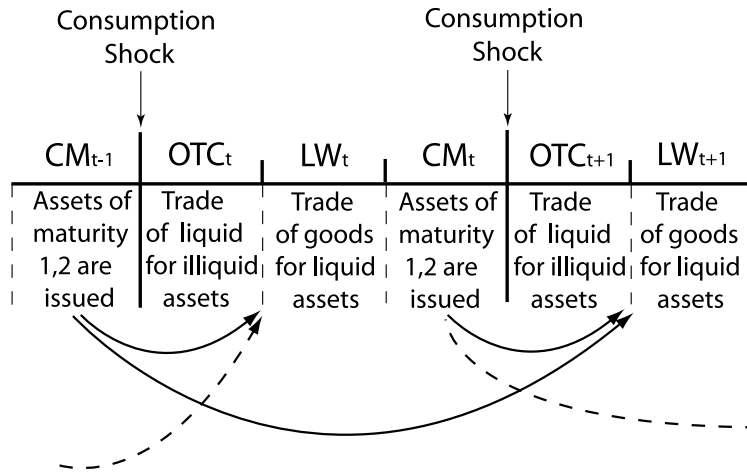 Consumption
Shock
Consumption
Shock
CMt-1
OTCt
LWt
CMt
OTCt+1
LWt+1
Assets of
maturity
1,2 are
issued
Trade
of liquid
for illiquid
assets
Trade
of goods
for liquid
assets
Assets of
maturity
1,2 are
issued
Trade
of liquid
for illiquid
assets
Trade
of goods
for liquid
assets